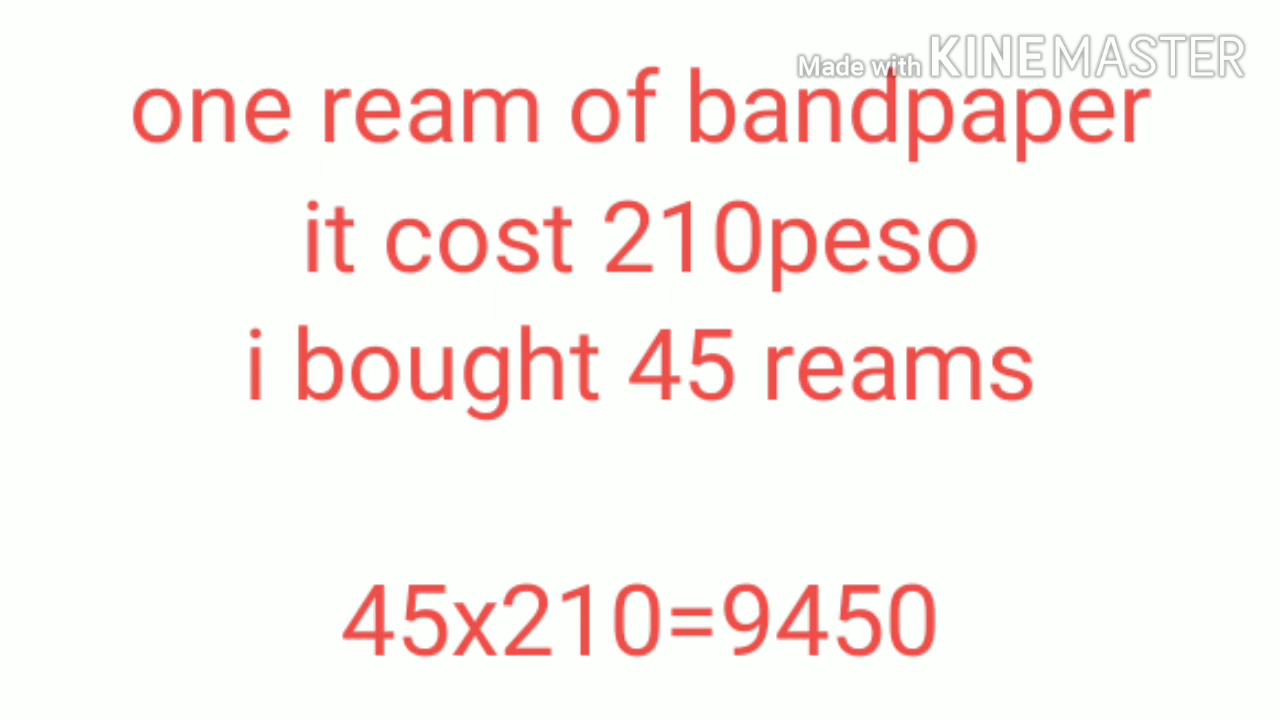 Made with KINEMASTER
one ream of bandpaper
it cost 210peso
i bought 45 reams
45x210=9450